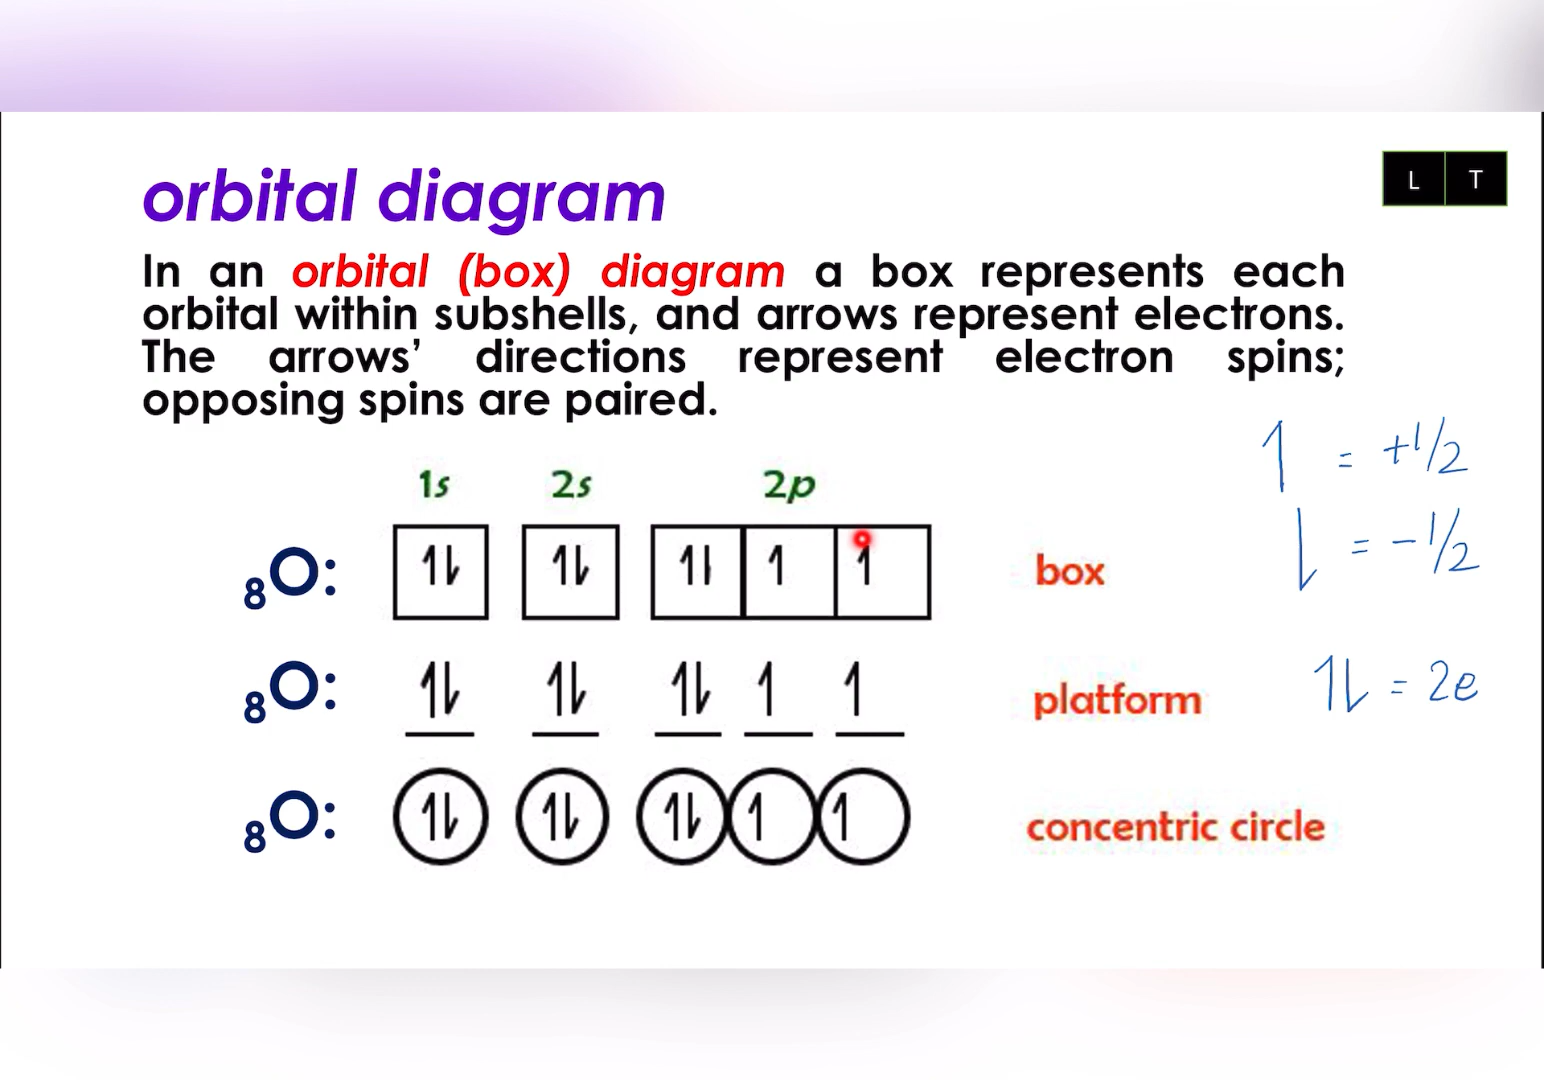 L T
orbital diagram
In an orbital (box) diagram a box represents each
orbital within subshells, and arrows represent electrons.
The arrows’ directions represent electron spins;
opposing spins are paired.
↿ = +1/2
⇂ = -1/2
1s 2s 2p
₈O: ↿⇂ ↿⇂ ↿⇂ ↿ ↿ box
₈O: ↿⇂ ↿⇂ ↿⇂ ↿ ↿ platform
↿⇂ = 2e
₈O: ↿⇂ ↿⇂ ↿⇂ ↿ ↿ concentric circle